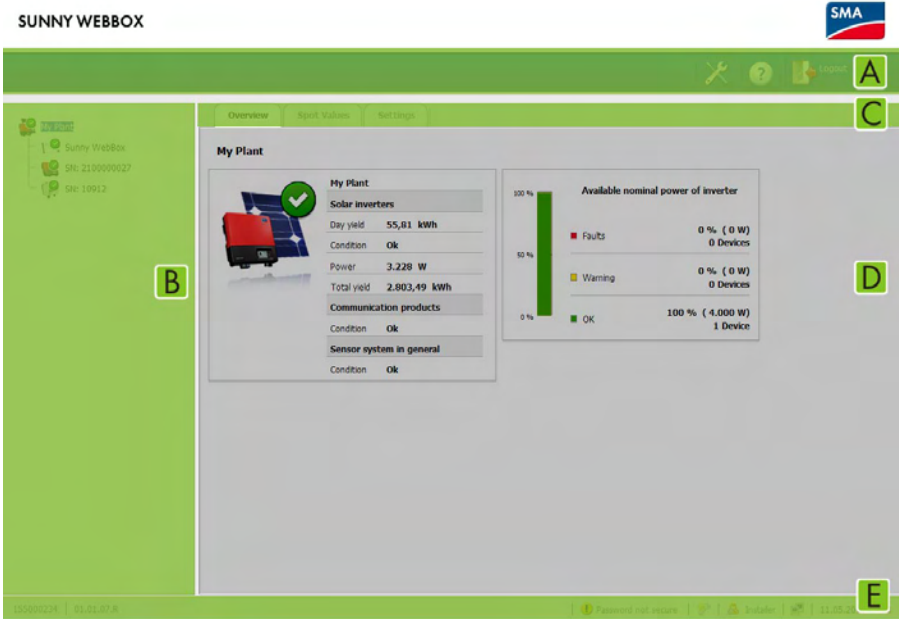 SUNNY WEBBOX
SMA
Logout
A
Overview Spot Values Settings
C
My Plant
Sunny WebBox
SN: 2100000027
SN: 10912
B
My Plant
My Plant
Solar inverters
Day yield 55,81 kWh
Condition Ok
Power 3.228 W
Total yield 2.803,49 kWh
Communication products
Condition Ok
Sensor system in general
Condition Ok
Available nominal power of inverter
100 %
50 %
0 %
Faults 0 % ( 0 W)
0 Devices
Warning 0 % ( 0 W)
0 Devices
OK 100 % ( 4.000 W)
1 Device
D
01.01.07.R Password not secure Installer
E